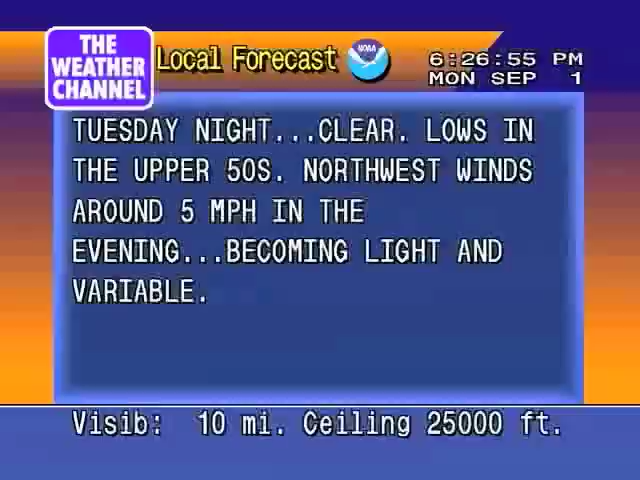 THE
WEATHER
CHANNEL
Local Forecast
NOAA
6:26:55 PM
MON SEP 1
TUESDAY NIGHT...CLEAR. LOWS IN
THE UPPER 50S. NORTHWEST WINDS
AROUND 5 MPH IN THE
EVENING...BECOMING LIGHT AND
VARIABLE.
Visib: 10 mi. Ceiling 25000 ft.